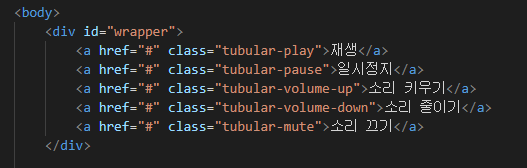 <body>
<div id="wrapper">
<a href="#" class="tubular-play">재생</a>
<a href="#" class="tubular-pause">일시정지</a>
<a href="#" class="tubular-volume-up">소리 키우기</a>
<a href="#" class="tubular-volume-down">소리 줄이기</a>
<a href="#" class="tubular-mute">소리 끄기</a>
</div>